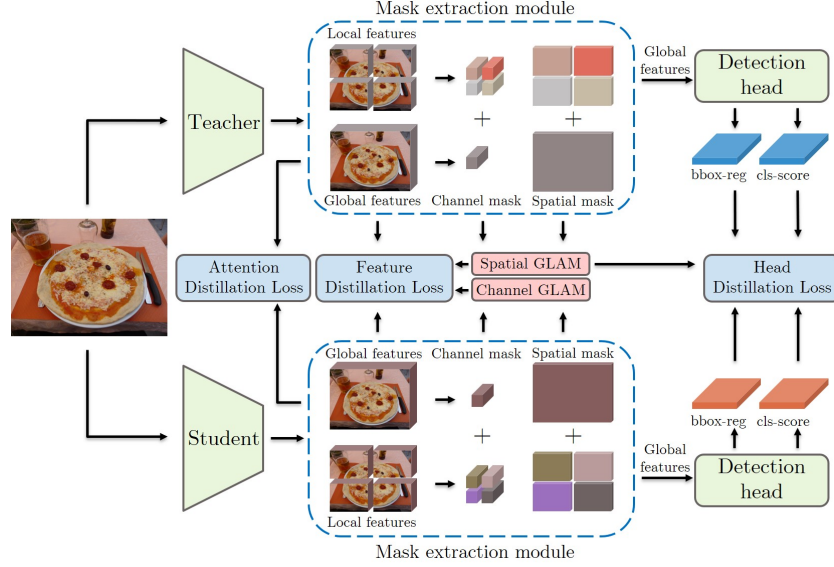 Mask extraction module
Local features
Global
features
Detection
head
Teacher
+ +
bbox-reg cls-score
Global features Channel mask Spatial mask
Attention
Distillation Loss
Feature
Distillation Loss
Spatial GLAM
Channel GLAM
Head
Distillation Loss
Global features Channel mask Spatial mask
bbox-reg cls-score
Student
+ +
Global
features
Detection
head
Local features
Mask extraction module